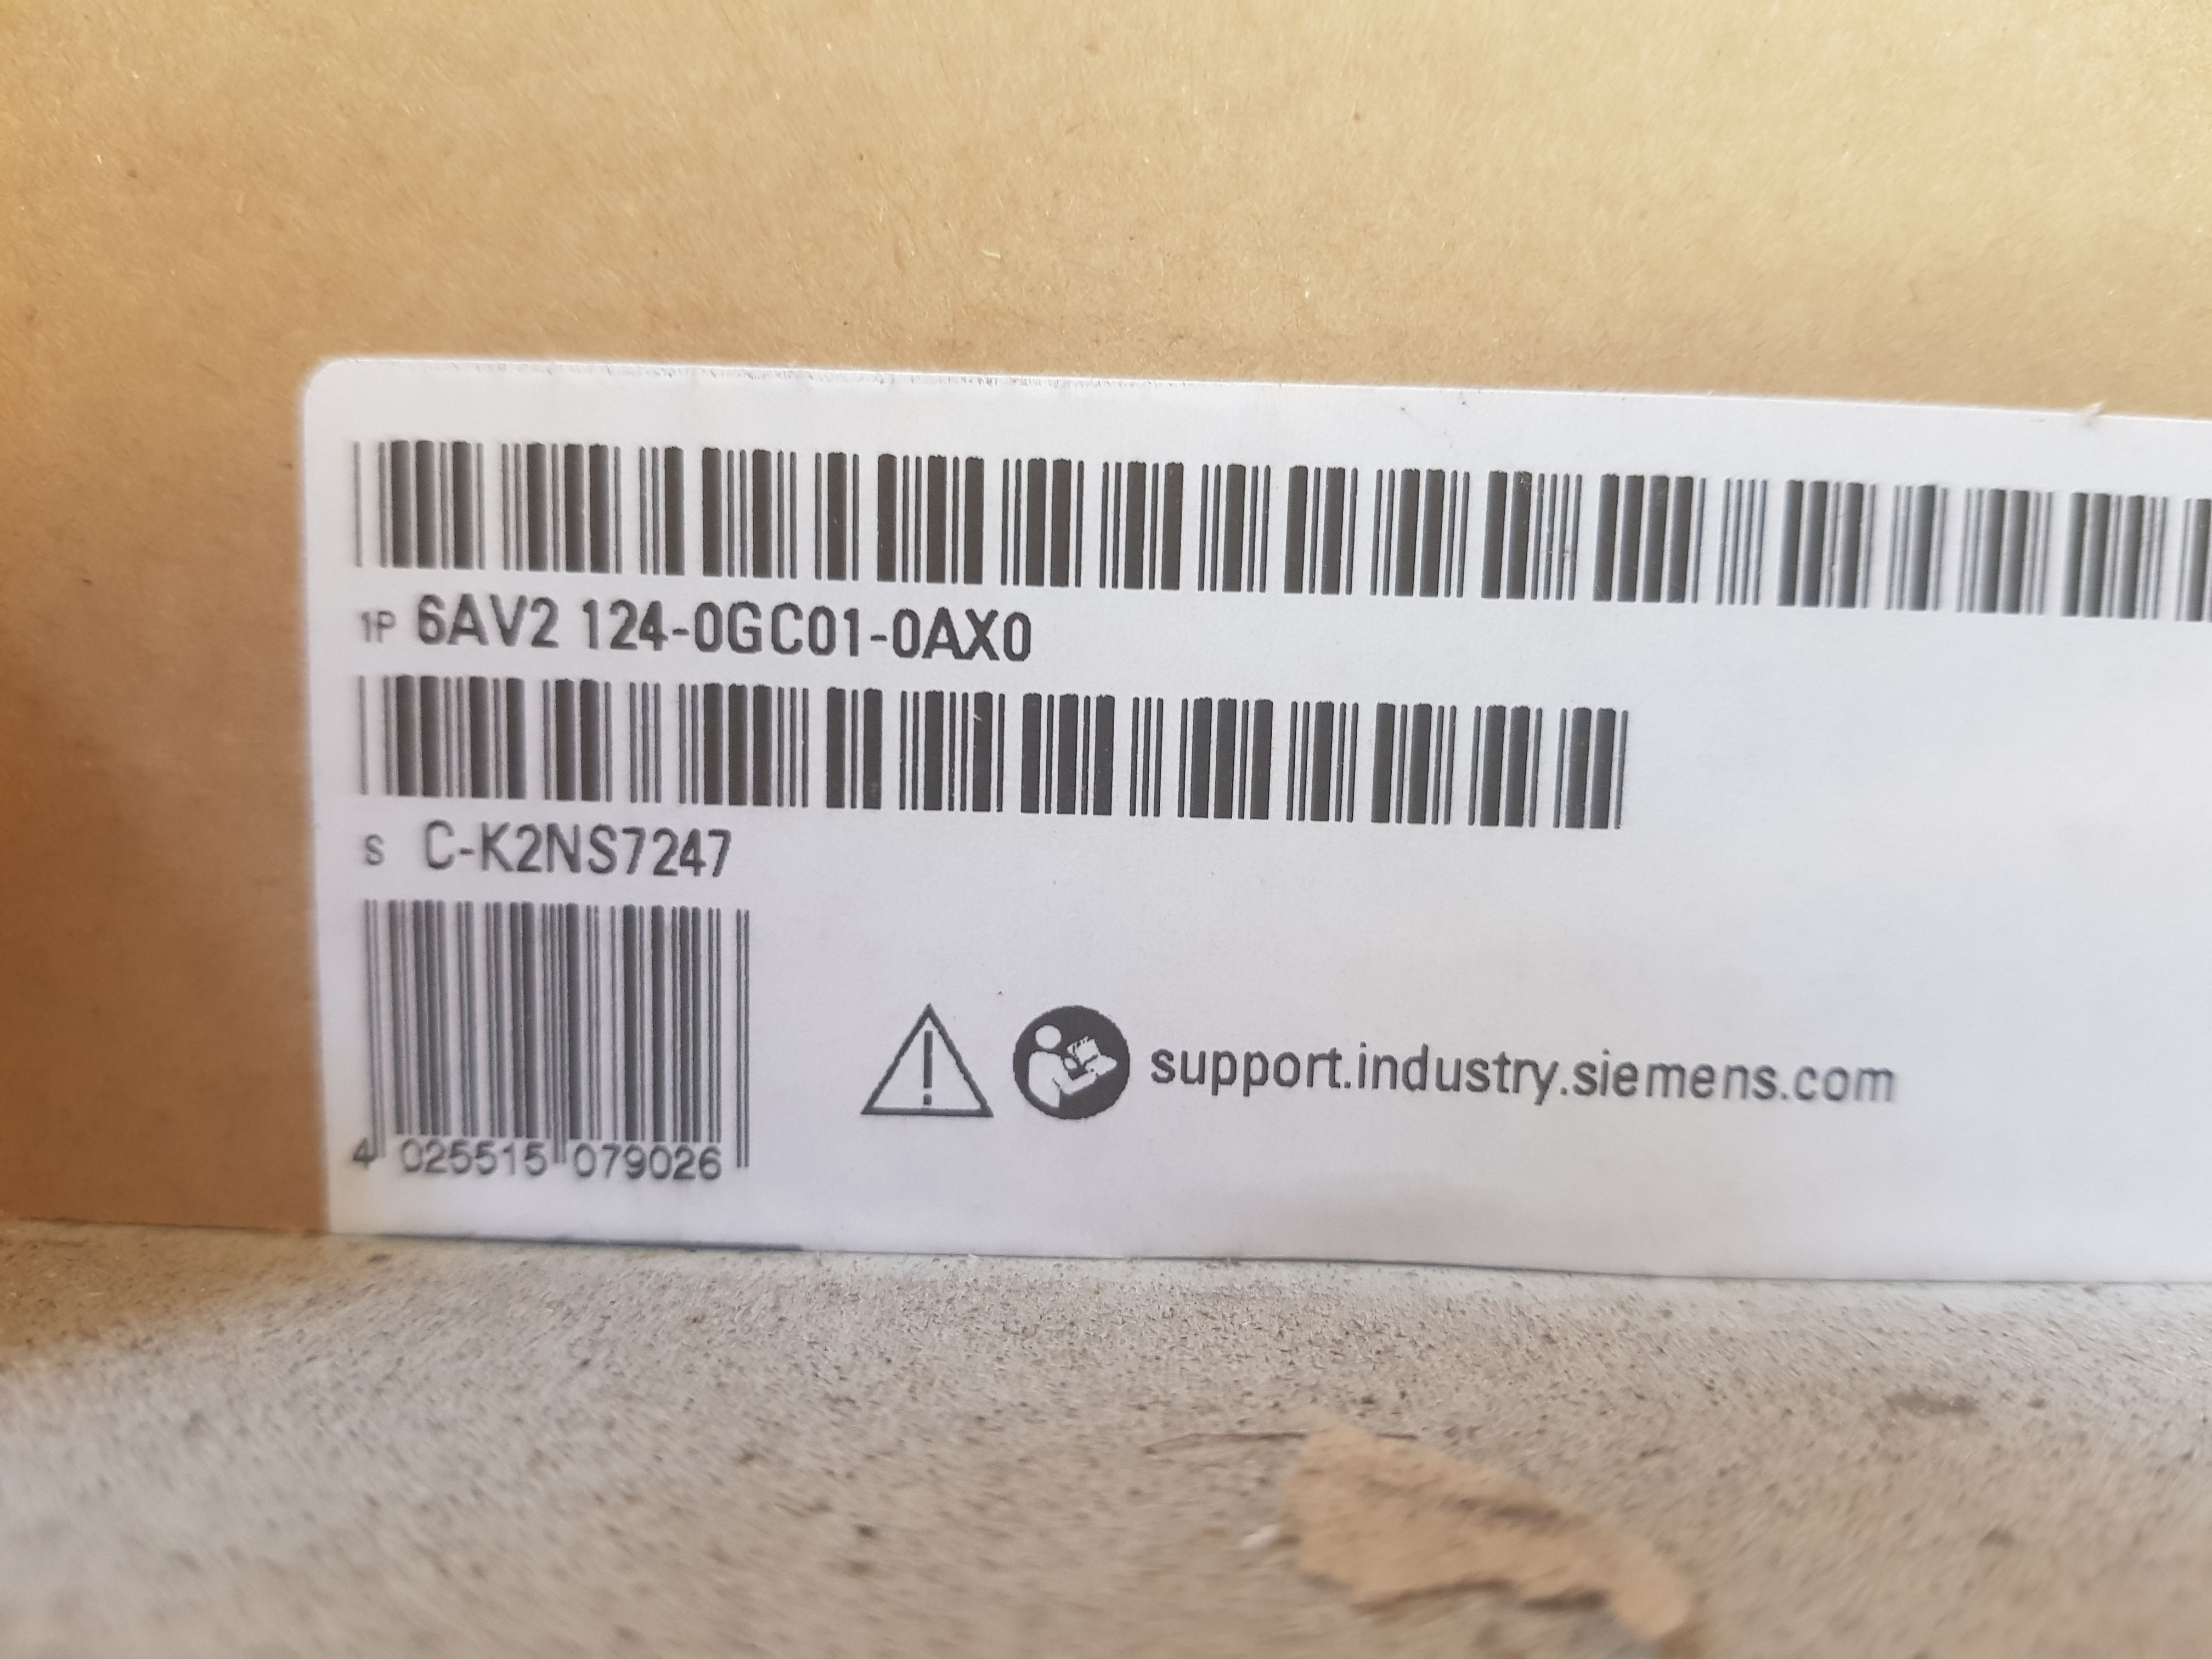 1P 6AV2 124-0GC01-0AX0
S C-K2NS7247
4 025515 079026
support.industry.siemens.com